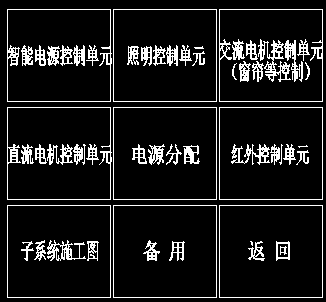 智能电源控制单元
照明控制单元
交流电机控制单元
(窗帘等控制)
直流电机控制单元
电源分配
红外控制单元
子系统施工图
备 用
返 回